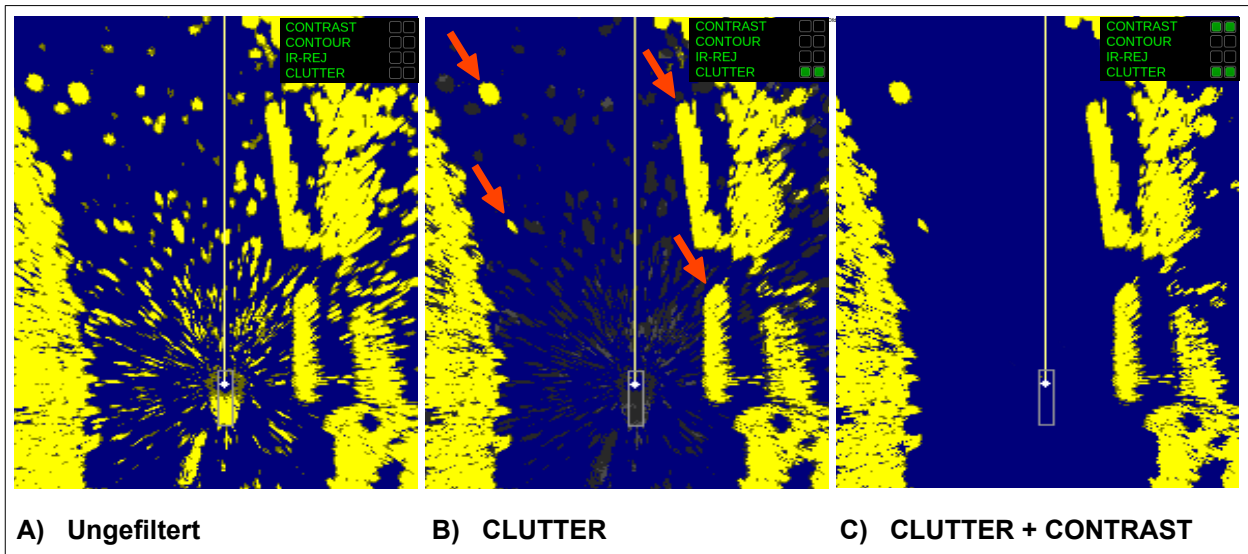 CONTRAST
CONTOUR
IR-REJ
CLUTTER
CONTRAST
CONTOUR
IR-REJ
CLUTTER
CONTRAST
CONTOUR
IR-REJ
CLUTTER
A) Ungefiltert
B) CLUTTER
C) CLUTTER + CONTRAST